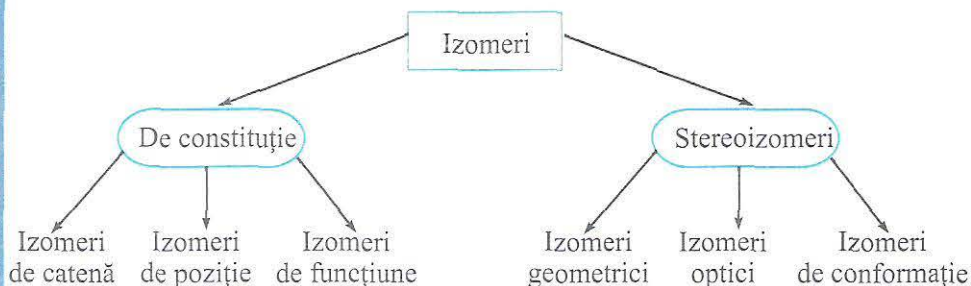 Izomeri
De constituție
Stereoizomeri
Izomeri
de catenă
Izomeri
de poziție
Izomeri
de funcțiune
Izomeri
geometrici
Izomeri
optici
Izomeri
de conformație